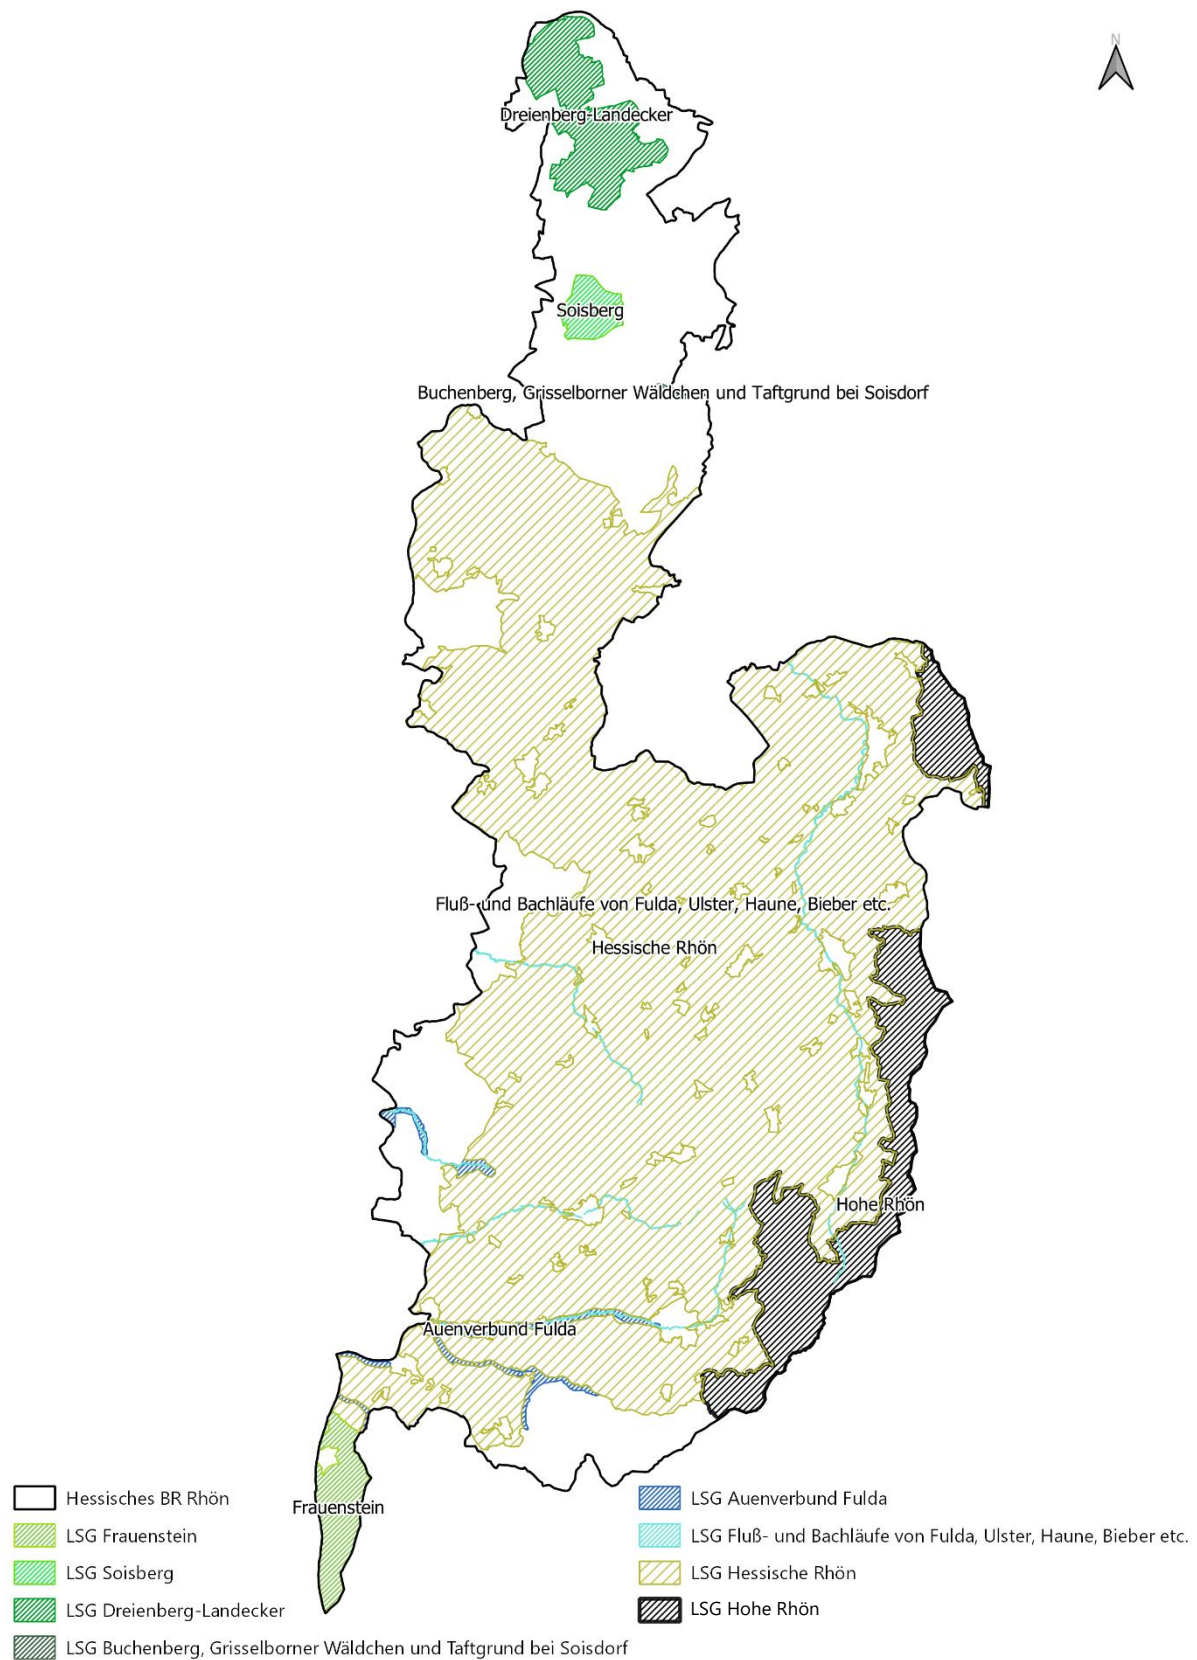 N
Dreienberg-Landecker
Soisberg
Buchenberg, Grisselborner Wäldchen und Taftgrund bei Soisdorf
Fluß- und Bachläufe von Fulda, Ulster, Haune, Bieber etc.
Hessische Rhön
Hohe Rhön
Auenverbund Fulda
Frauenstein
Hessisches BR Rhön
LSG Frauenstein
LSG Soisberg
LSG Dreienberg-Landecker
LSG Buchenberg, Grisselborner Wäldchen und Taftgrund bei Soisdorf
LSG Auenverbund Fulda
LSG Fluß- und Bachläufe von Fulda, Ulster, Haune, Bieber etc.
LSG Hessische Rhön
LSG Hohe Rhön